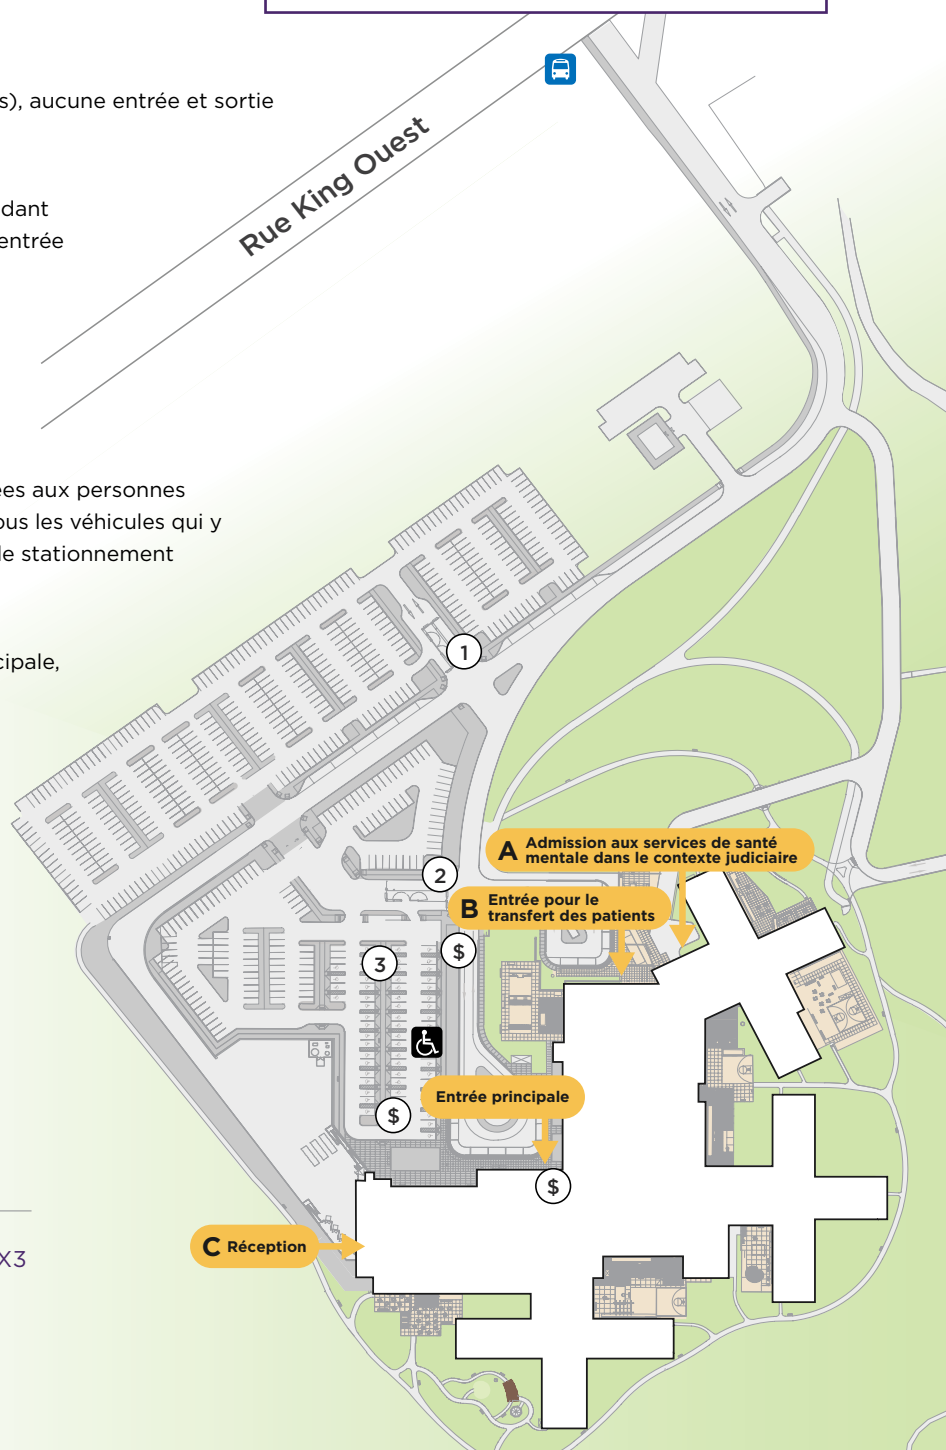 s), aucune entrée et sortie
Rue King Ouest
dant
entrée
ées aux personnes
ous les véhicules qui y
de stationnement
1
cipale,
A Admission aux services de santé
mentale dans le contexte judiciaire
2
B Entrée pour le
transfert des patients
$
3
Entrée principale
$
$
C Réception
X3